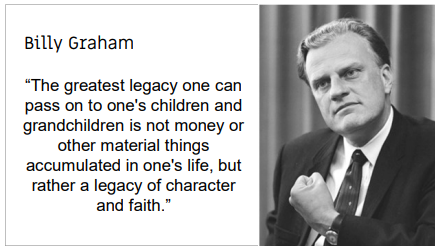 Billy Graham
“The greatest legacy one can
pass on to one's children and
grandchildren is not money or
other material things
accumulated in one's life, but
rather a legacy of character
and faith.”